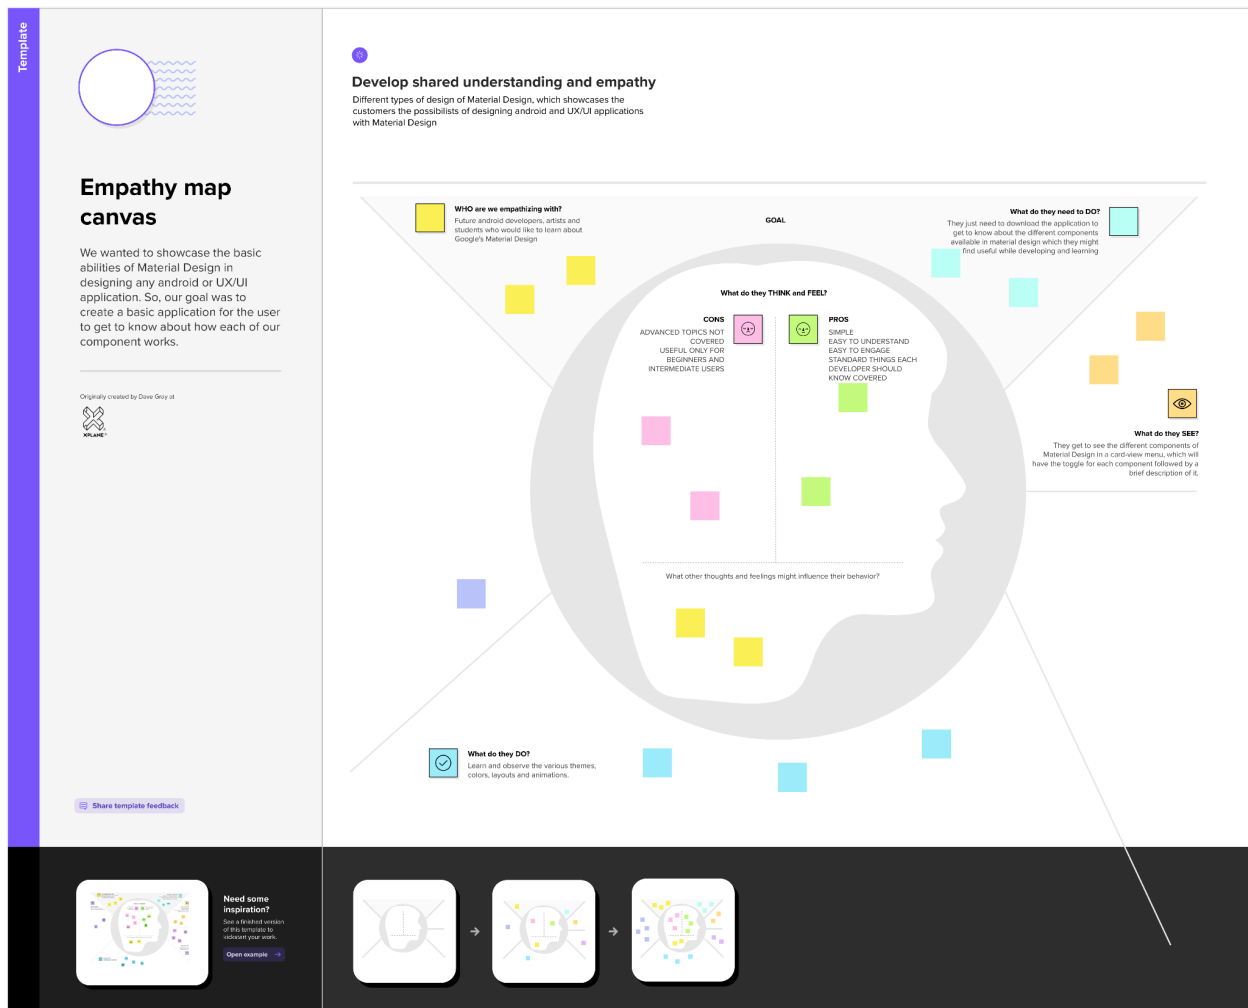 Template
Empathy map
canvas
We wanted to showcase the basic
abilities of Material Design in
designing any android or UX/UI
application. So, our goal was to
create a basic application for the user
to get to know about how each of our
component works.
Originally created by Dave Gray at
XPLANE
Share template feedback
Develop shared understanding and empathy
Different types of design of Material Design, which showcases the
customers the possibilists of designing android and UX/UI applications
with Material Design
WHO are we empathizing with?
Future android developers, artists and
students who would like to learn about
Google's Material Design
GOAL
What do they need to DO?
They just need to download the application to
get to know about the different components
available in material design which they might
find useful while developing and learning
What do they THINK and FEEL?
CONS
ADVANCED TOPICS NOT
COVERED
USEFUL ONLY FOR
BEGINNERS AND
INTERMEDIATE USERS
PROS
SIMPLE
EASY TO UNDERSTAND
EASY TO ENGAGE
STANDARD THINGS EACH
DEVELOPER SHOULD
KNOW COVERED
What do they SEE?
They get to see the different components of
Material Design in a card-view menu, which will
have the toggle for each component followed by a
brief description of it.
What other thoughts and feelings might influence their behavior?
What do they DO?
Learn and observe the various themes,
colors, layouts and animations.
Need some
inspiration?
See a finished version
of this template to
kickstart your work.
Open example